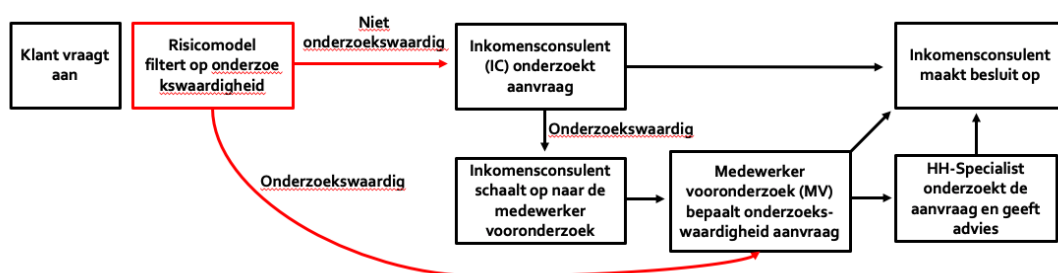 Klant vraagt
aan
Risicomodel
filtert op onderzoe
kswaardigheid
Niet
onderzoekswaardig
Inkomensconsulent
(IC) onderzoekt
aanvraag
Inkomensconsulent
maakt besluit op
Onderzoekswaardig
Onderzoekswaardig
Inkomensconsulent
schaalt op naar de
medewerker
vooronderzoek
Medewerker
vooronderzoek (MV)
bepaalt onderzoeks-
waardigheid aanvraag
HH-Specialist
onderzoekt de
aanvraag en geeft
advies